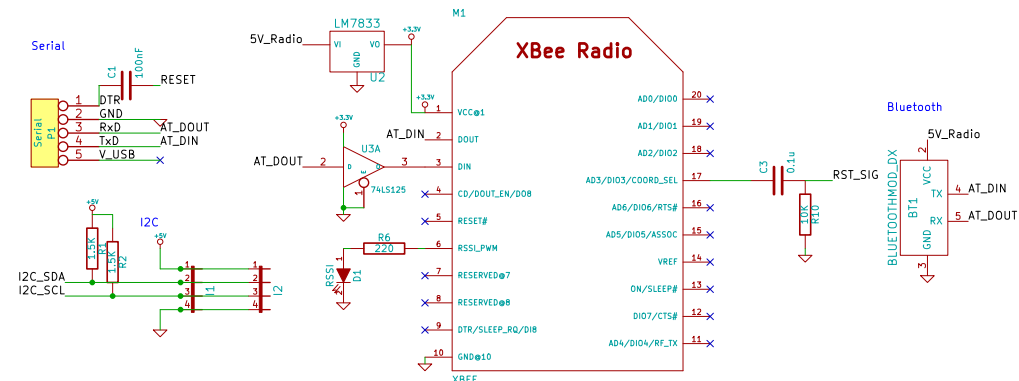 Serial
C1
100nF
RESET
Serial
P1
1 DTR
2 GND
3 RxD AT_DOUT
4 TxD AT_DIN
5 V_USB
+5V
I2C
+5V
1.5K
R1
1.5K
R2
I2C_SDA
I2C_SCL
1
2
3
4
I1
1
2
3
4
I2
LM7833
5V_Radio
VI
VO
GND
U2
+3.3V
+3.3V
+3.3V
AT_DIN
AT_DOUT
2
D
O
E
3
1
U3A
74LS125
R6
220
RSSI
1
2
D1
M1
XBee Radio
1 VCC@1
2 DOUT
3 DIN
4 CD/DOUT_EN/DO8
5 RESET#
6 RSSI_PWM
7 RESERVED@7
8 RESERVED@8
9 DTR/SLEEP_RQ/DI8
10 GND@10
AD0/DIO0 20
AD1/DIO1 19
AD2/DIO2 18
AD3/DIO3/COORD_SEL 17
AD6/DIO6/RTS# 16
AD5/DIO5/ASSOC 15
VREF 14
ON/SLEEP# 13
DIO7/CTS# 12
AD4/DIO4/RF_TX 11
XBEE
C3
0.1u
RST_SIG
10K
R10
Bluetooth
5V_Radio
2
BLUETOOTHMOD_DX
BT1
VCC
TX 4 AT_DIN
RX 5 AT_DOUT
GND
3